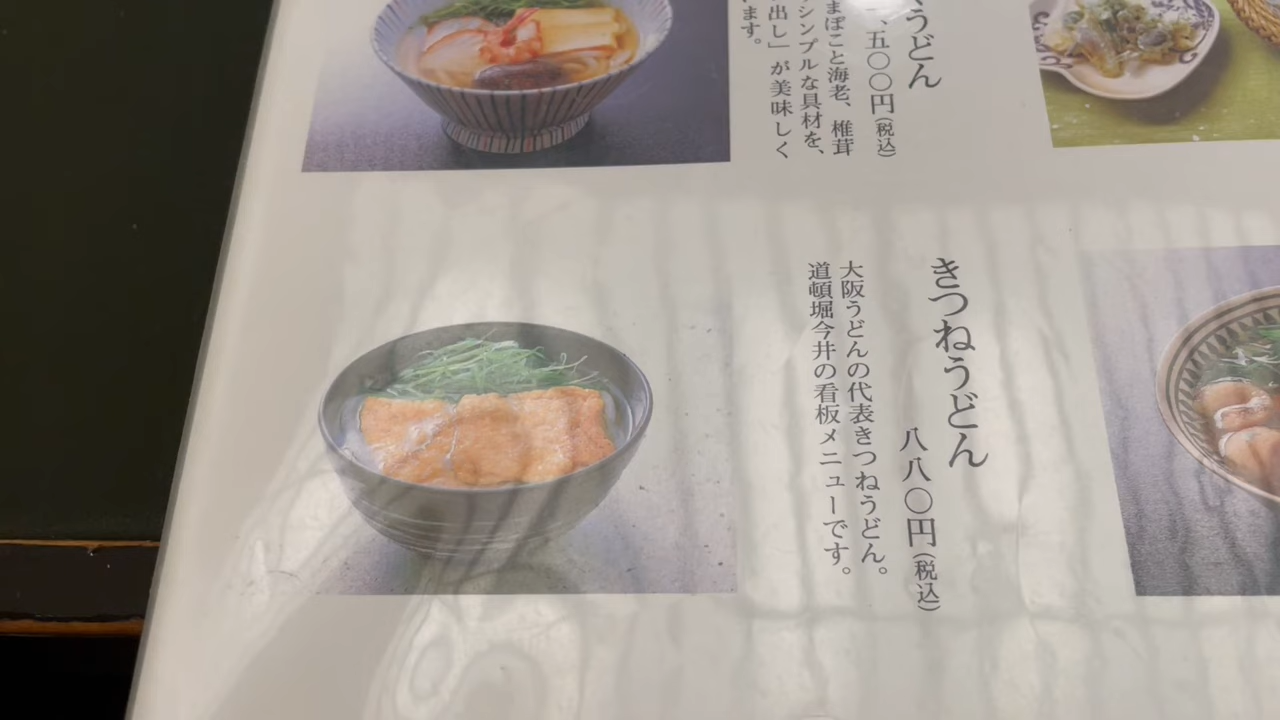 うどん
五〇〇円(税込)
まぼこと海老、椎茸
シンプルな具材を、
出し」が美味しく
ます。
きつねうどん
八八〇円(税込)
大阪うどんの代表きつねうどん。
道頓堀今井の看板メニューです。